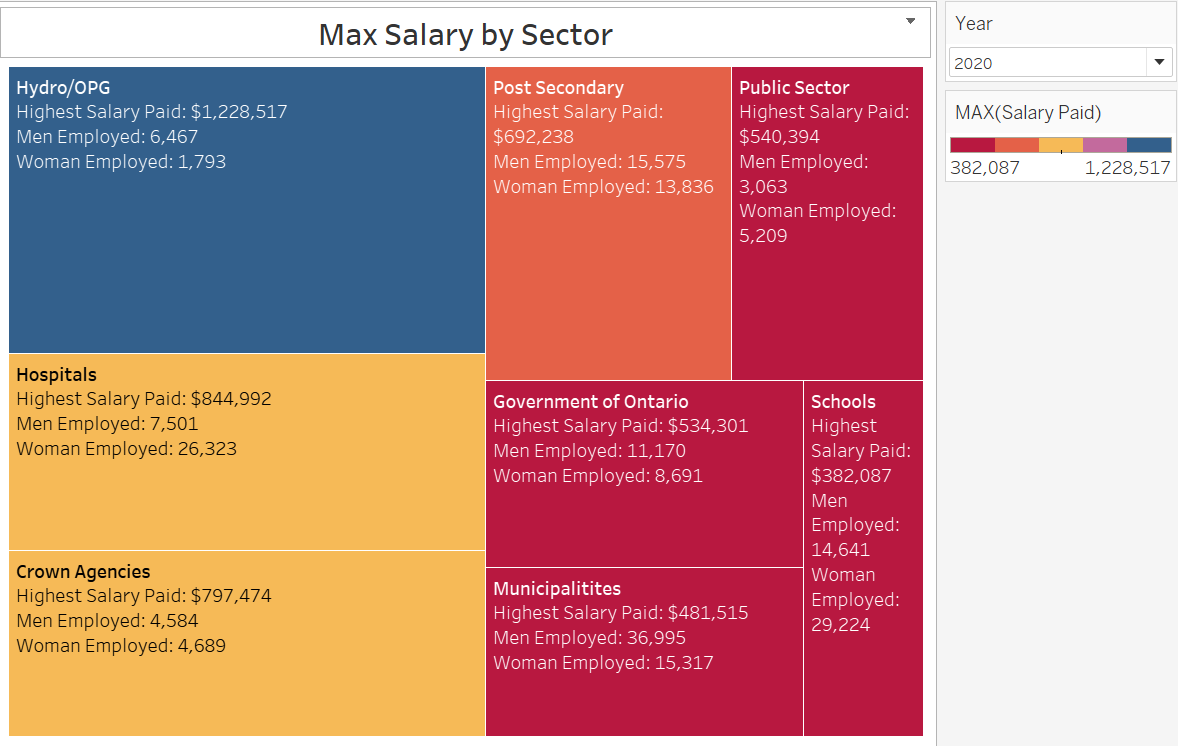 Max Salary by Sector
Hydro/OPG
Highest Salary Paid: $1,228,517
Men Employed: 6,467
Woman Employed: 1,793
Hospitals
Highest Salary Paid: $844,992
Men Employed: 7,501
Woman Employed: 26,323
Crown Agencies
Highest Salary Paid: $797,474
Men Employed: 4,584
Woman Employed: 4,689
Post Secondary
Highest Salary Paid:
$692,238
Men Employed: 15,575
Woman Employed: 13,836
Public Sector
Highest Salary Paid:
$540,394
Men Employed:
3,063
Woman Employed:
5,209
Government of Ontario
Highest Salary Paid: $534,301
Men Employed: 11,170
Woman Employed: 8,691
Municipalitites
Highest Salary Paid: $481,515
Men Employed: 36,995
Woman Employed: 15,317
Schools
Highest
Salary Paid:
$382,087
Men
Employed:
14,641
Woman
Employed:
29,224
Year
2020
MAX(Salary Paid)
382,087 1,228,517